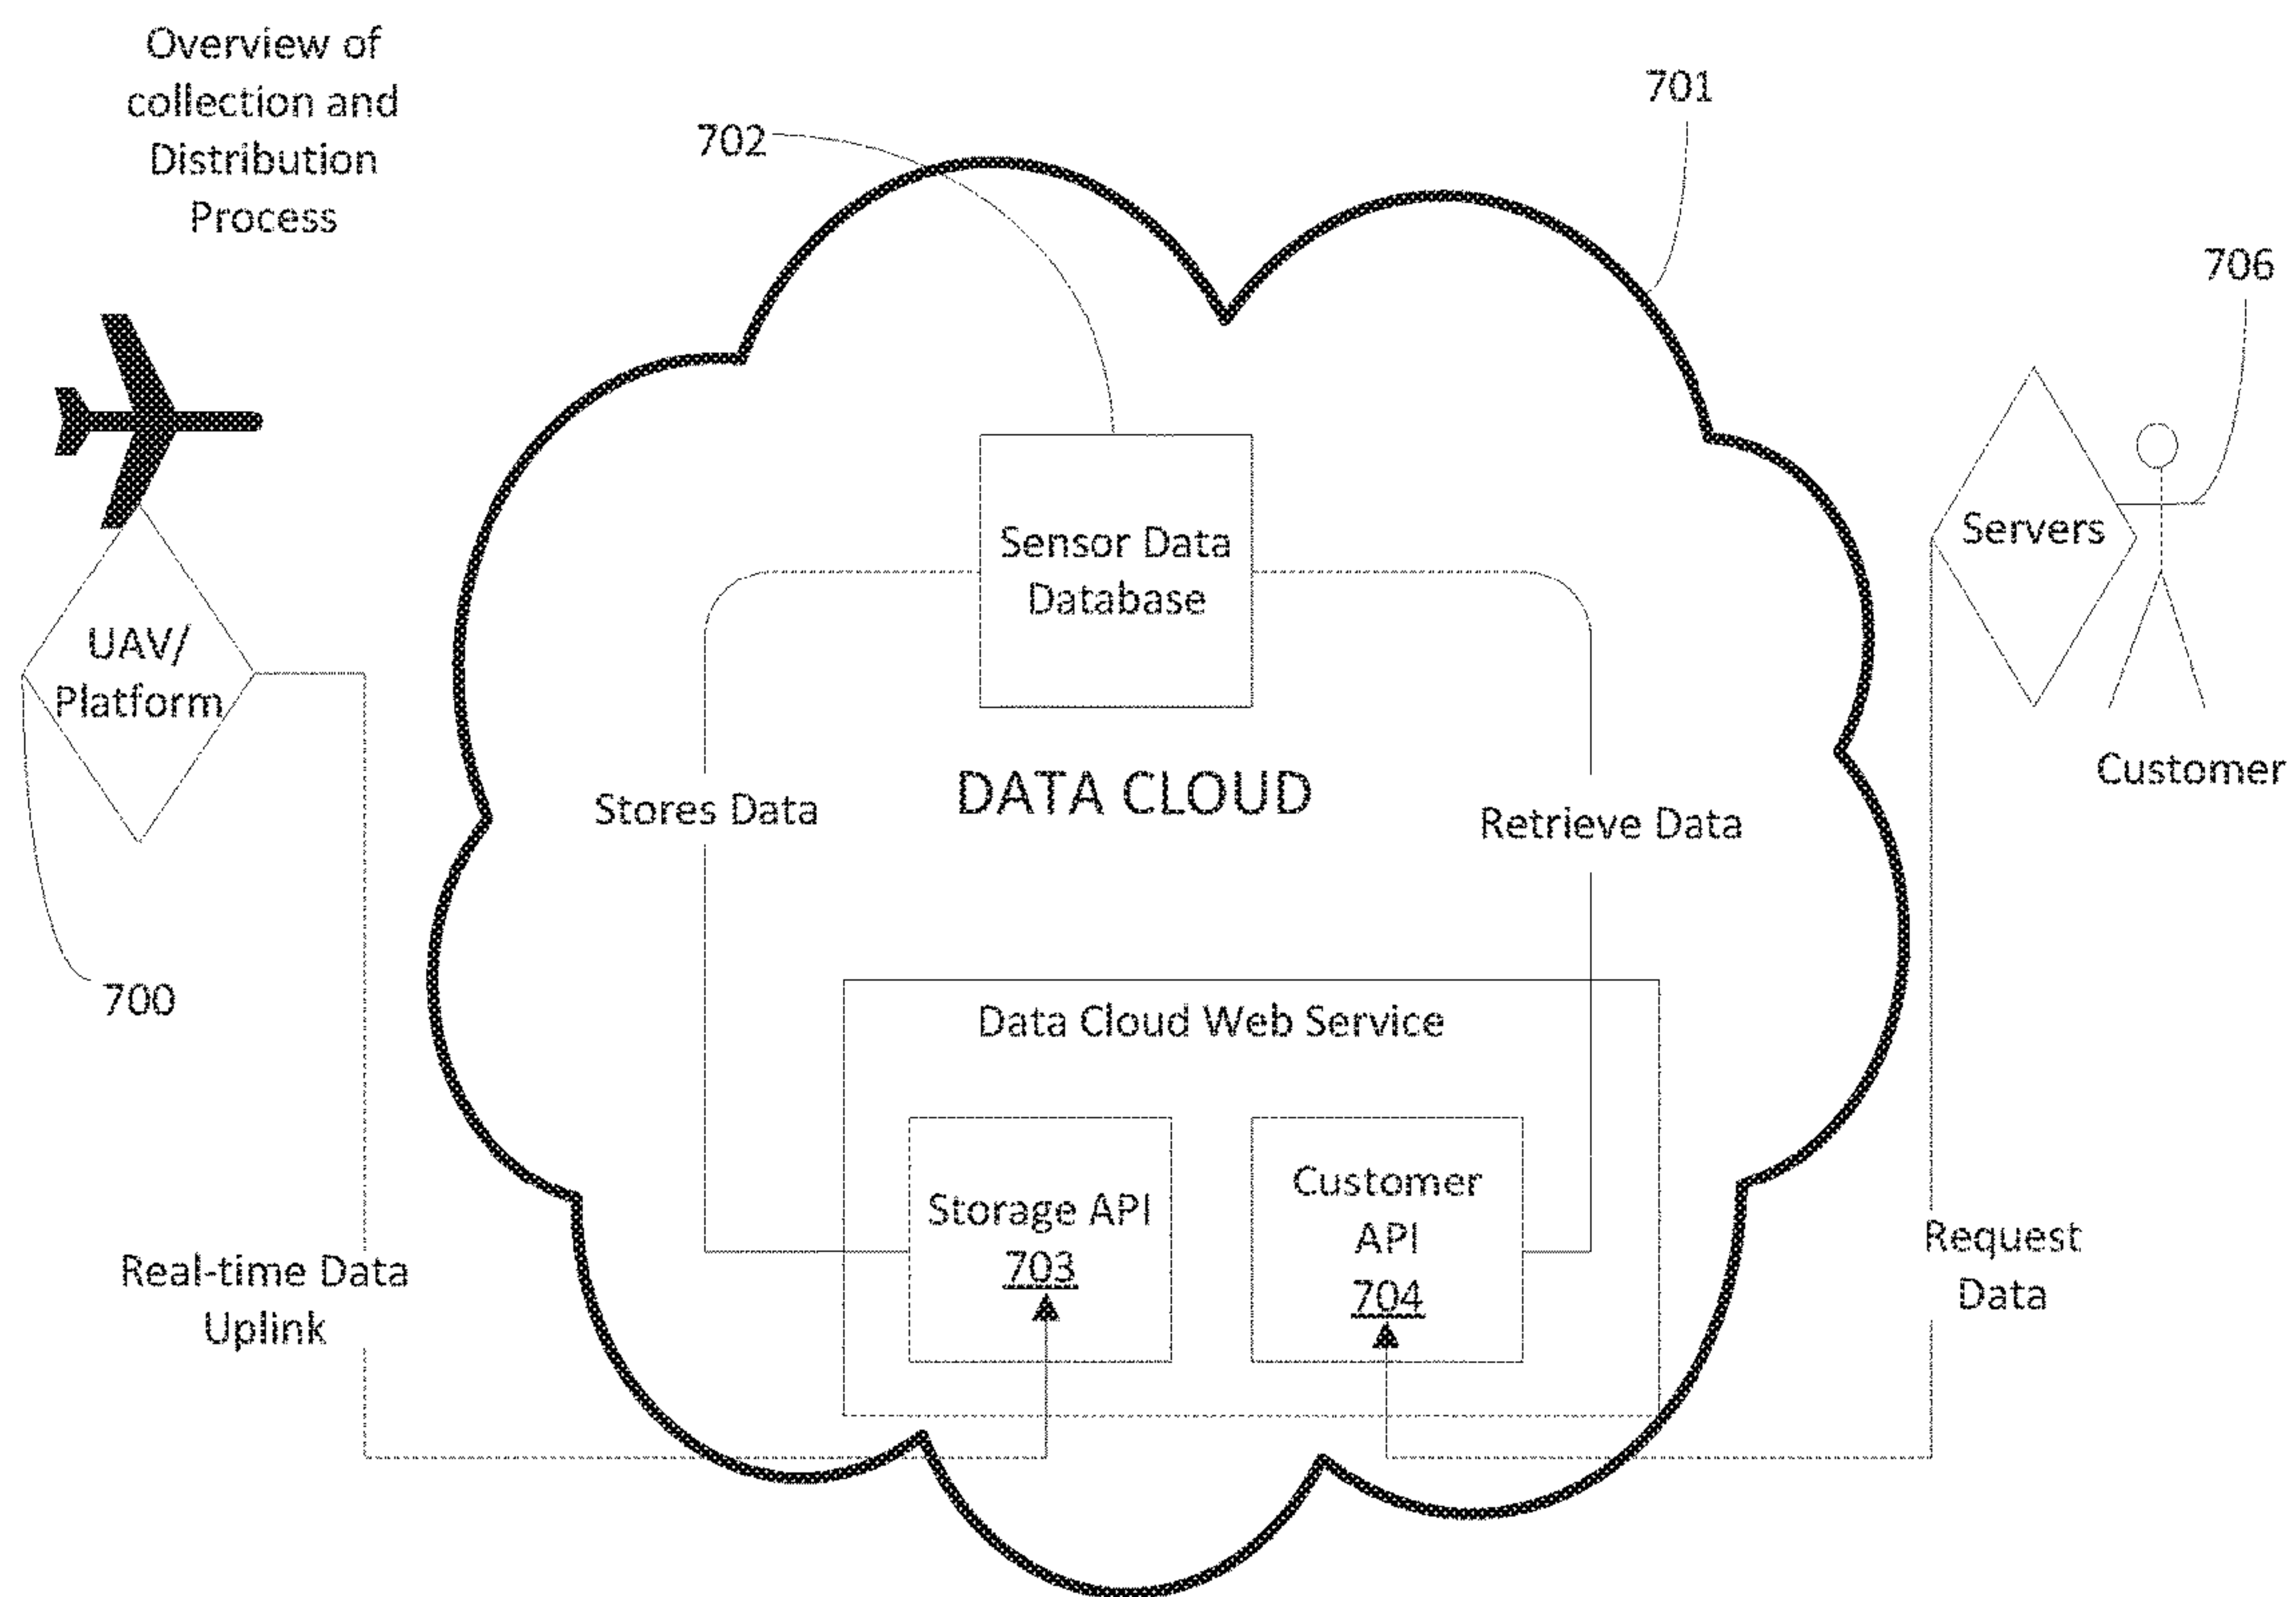 Overview of
collection and
Distribution
Process
702
701
706
Sensor Data
Database
Servers
UAV/
Platform
DATA CLOUD
Customer
Stores Data
Retrieve Data
700
Data Cloud Web Service
Storage API
703
Customer
API
704
Real-time Data
Uplink
Request
Data